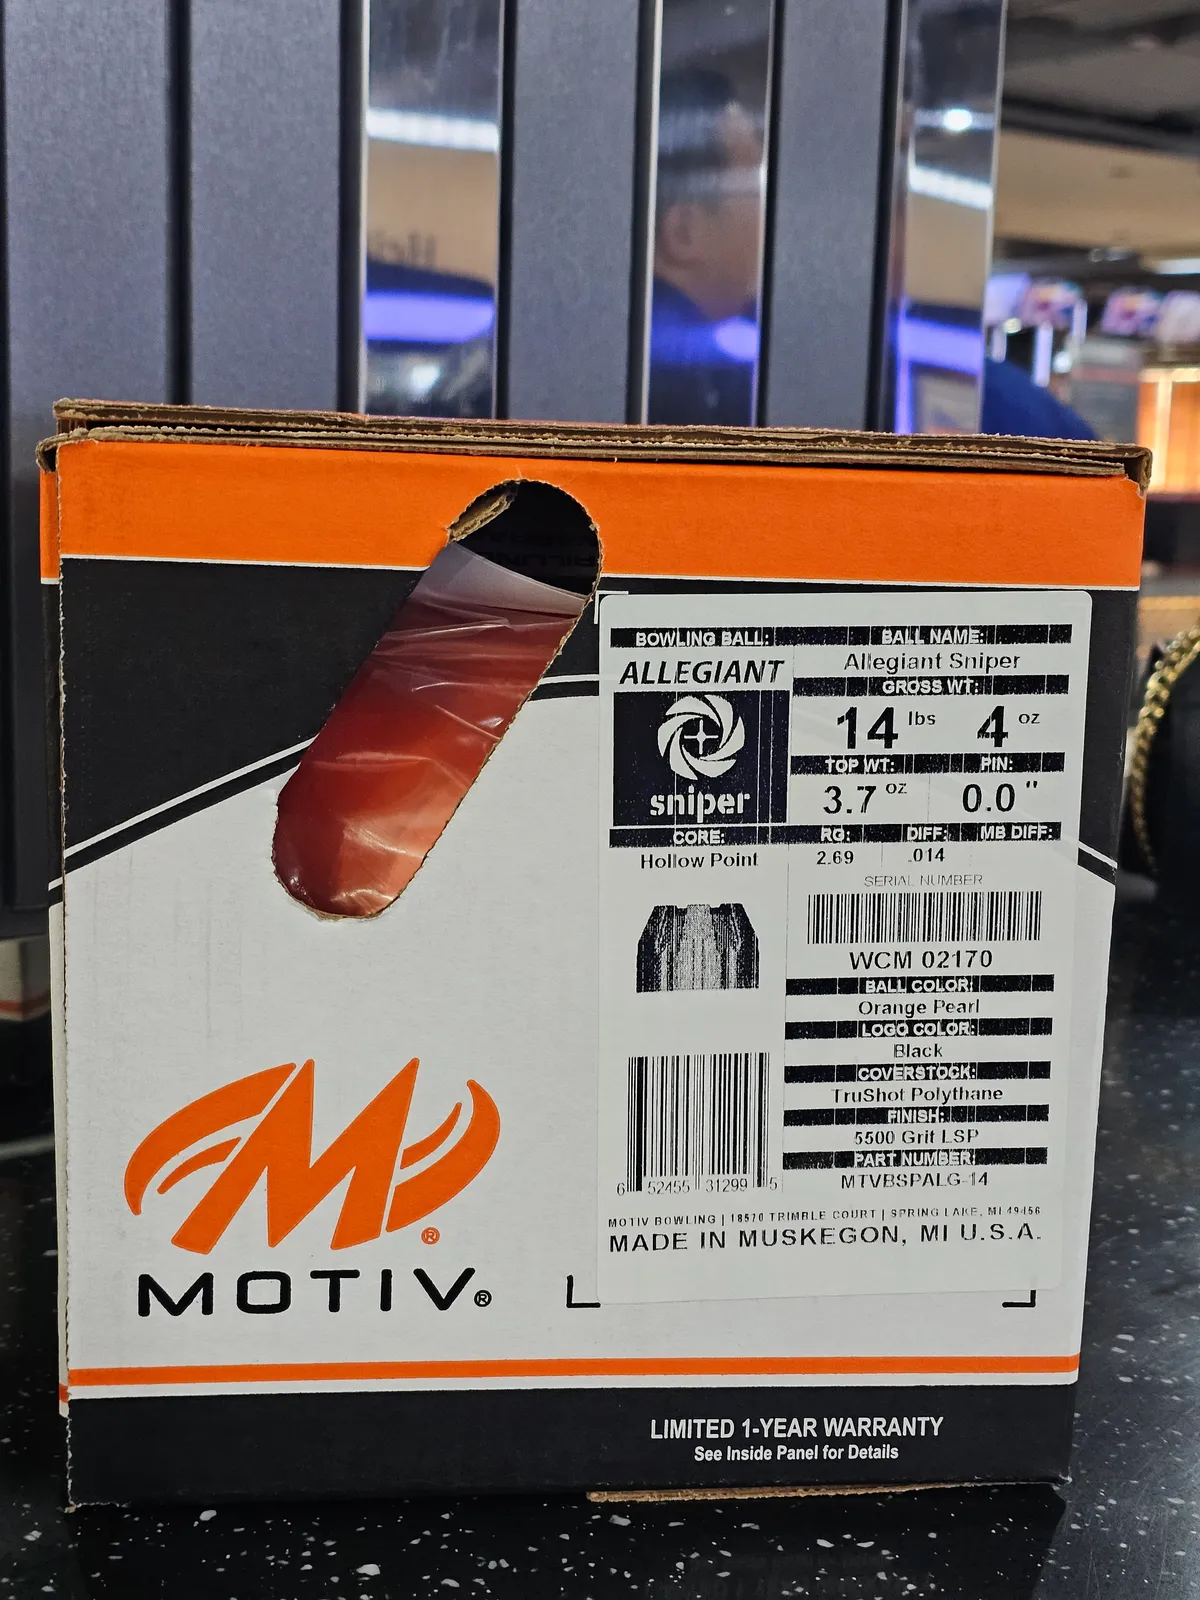 BOWLING BALL:
ALLEGIANT
sniper
BALL NAME:
Allegiant Sniper
GROSS WT:
14 lbs 4 oz
TOP WT: PIN:
3.7 oz 0.0 "
CORE: RG: DIFF: MB DIFF:
Hollow Point 2.69 .014
SERIAL NUMBER
WCM 02170
BALL COLOR:
Orange Pearl
LOGO COLOR:
Black
COVERSTOCK:
TruShot Polythane
FINISH:
5500 Grit LSP
PART NUMBER:
MTVBSPALG-14
6 52455 31299 5
MOTIV BOWLING | 18570 TRIMBLE COURT | SPRING LAKE, MI 49456
MADE IN MUSKEGON, MI U.S.A.
MOTIV®
LIMITED 1-YEAR WARRANTY
See Inside Panel for Details